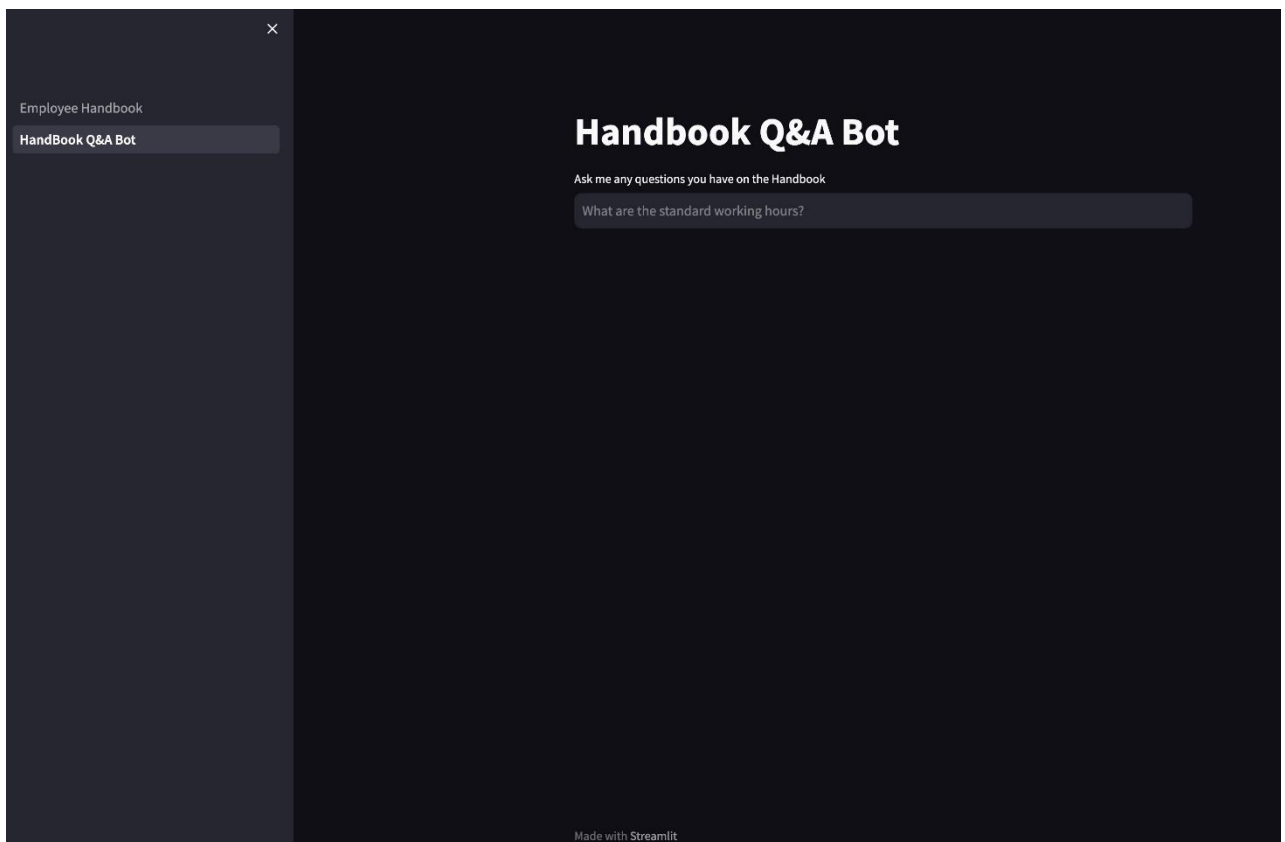 Employee Handbook
HandBook Q&A Bot
Handbook Q&A Bot
Ask me any questions you have on the Handbook
What are the standard working hours?
Made with Streamlit